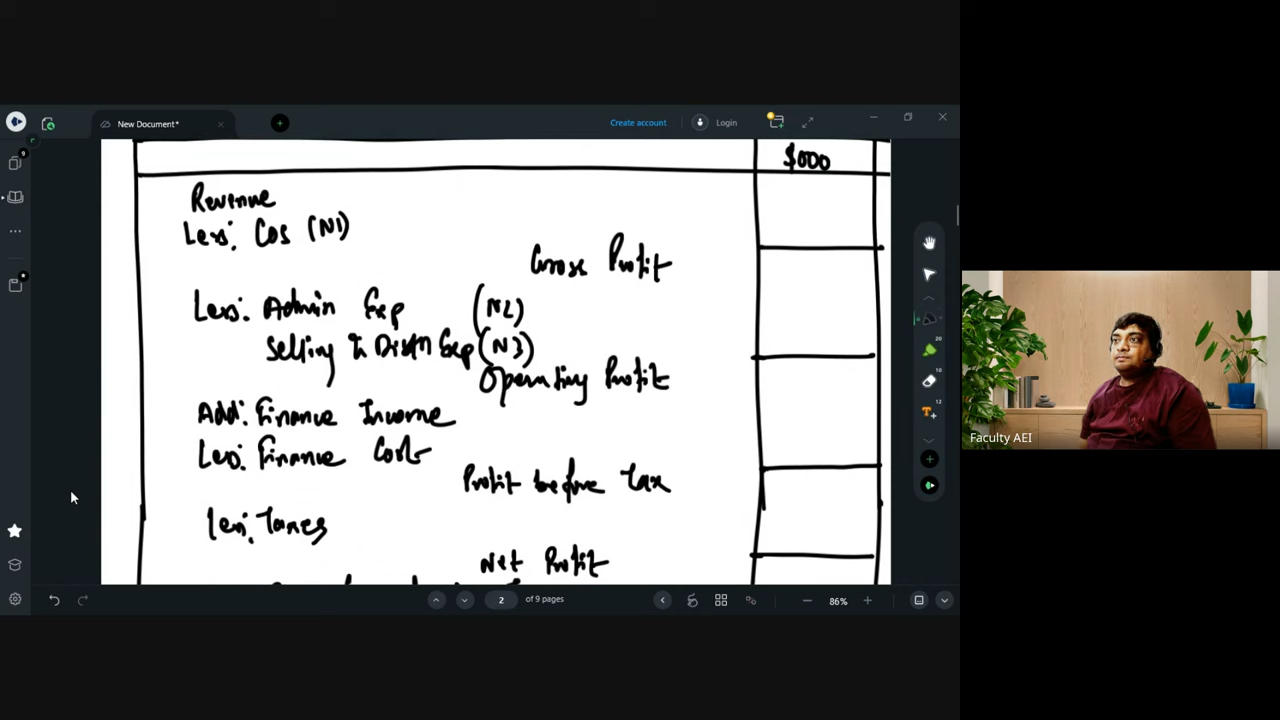 New Document*
Create account
Login
$000
Revenue
Less: Cos (N1)
Gross Profit
Less: Admin Exp (N2)
Selling & Distn Exp (N3)
Operating Profit
Add: Finance Income
Less: Finance Cost
Profit before Tax
Less: Taxes
Net Profit
2 of 9 pages
86%
Faculty AEI